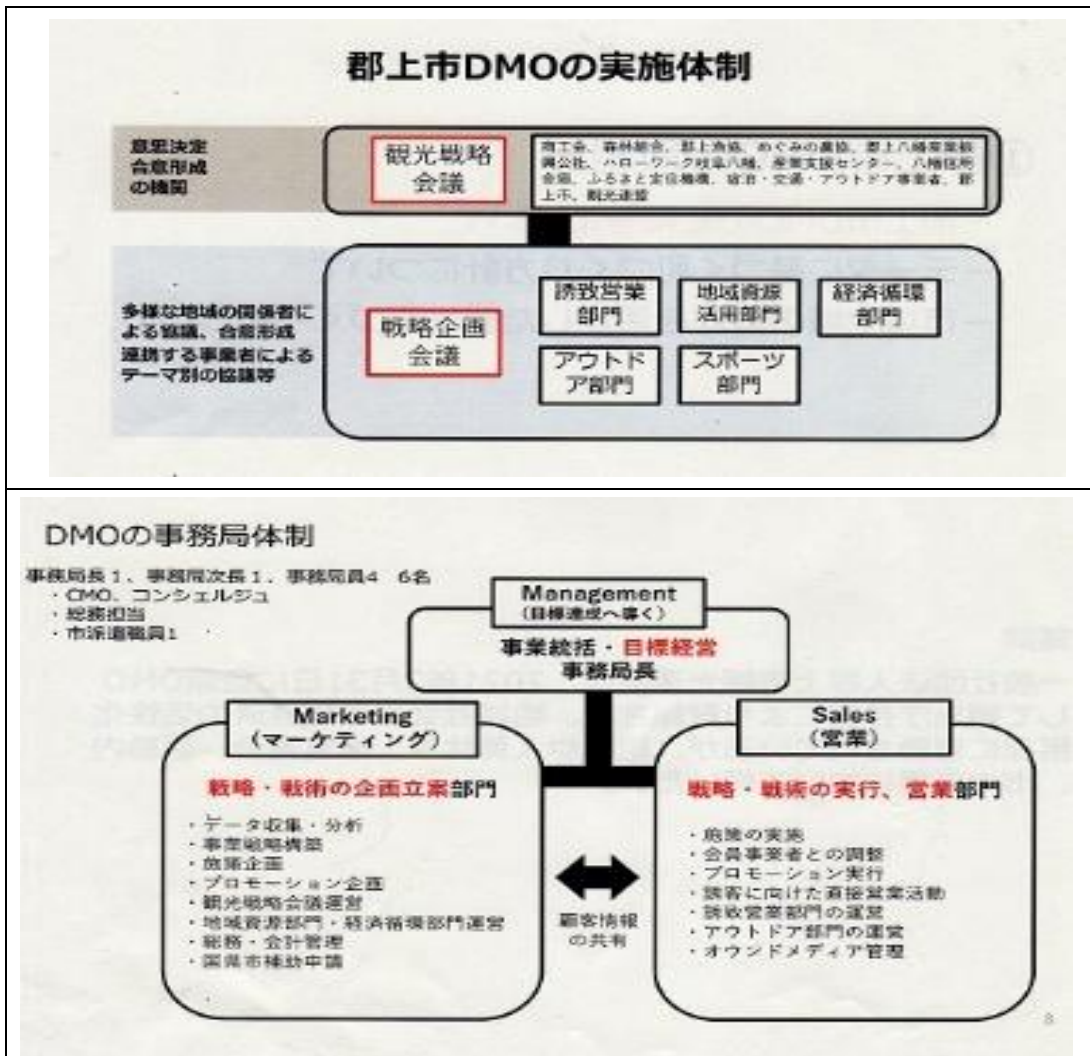 郡上市DMOの実施体制
意思決定
合意形成
の機関
観光戦略
会議
商工会、森林組合、郡上漁協、めぐみの農協、郡上八幡産業振
興公社、ハローワーク岐阜八幡、産業支援センター、八幡信用
金庫、ふるさと定住機構、宿泊・交通・アウトドア事業者、郡
上市、観光連盟
多様な地域の関係者に
よる協議、合意形成
連携する事業者による
テーマ別の協議等
戦略企画
会議
誘致営業
部門
地域資源
活用部門
経済循環
部門
アウトド
ア部門
スポーツ
部門
DMOの事務局体制
事務局長1、事務局次長1、事務局員4 6名
・CMO、コンシェルジュ
・総務担当
・市派遣職員1
Management
(目標達成へ導く)
事業統括・目標経営
事務局長
Marketing
(マーケティング)
戦略・戦術の企画立案部門
・データ収集・分析
・事業戦略構築
・施策企画
・プロモーション企画
・観光戦略会議運営
・地域資源部門・経済循環部門運営
・総務・会計管理
・国県市補助申請
顧客情報
の共有
Sales
(営業)
戦略・戦術の実行、営業部門
・施策の実施
・会員事業者との調整
・プロモーション実行
・誘客に向けた直接営業活動
・誘致営業部門の運営
・アウトドア部門の運営
・オウンドメディア管理
8